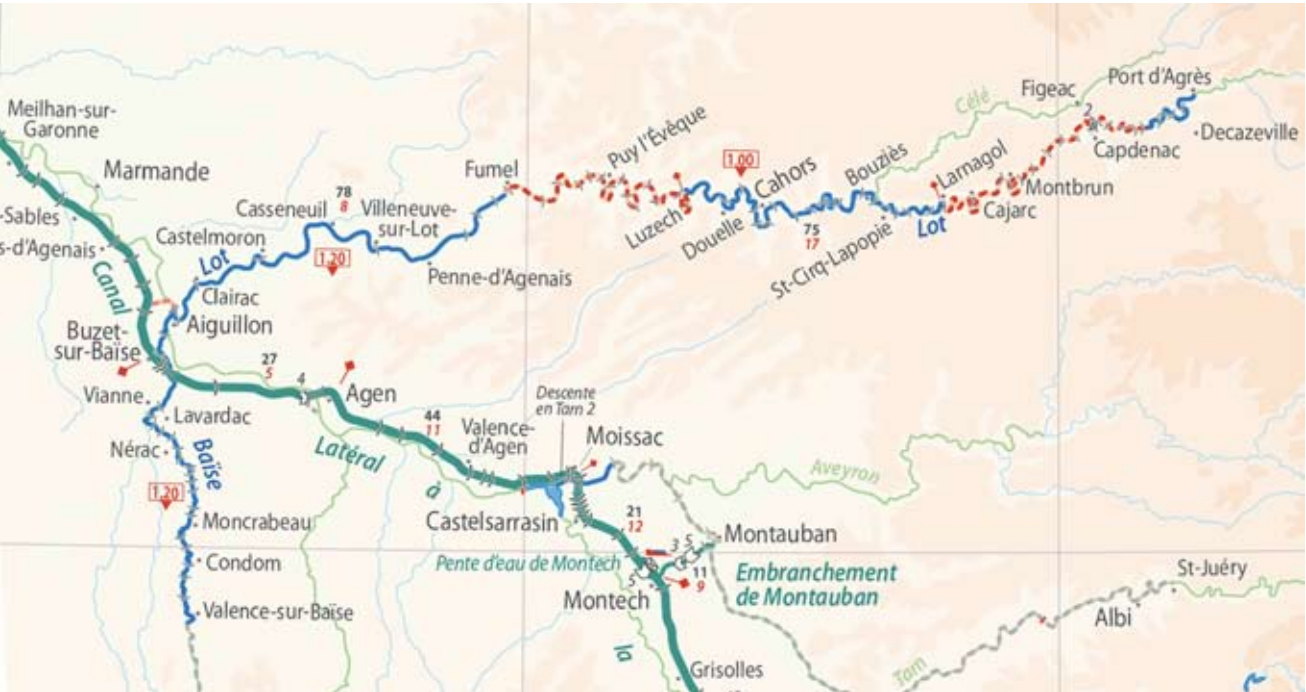 Meilhan-sur-
Garonne
Marmande
-Sables
s-d'Agenais
Canal
Castelmoron
Casseneuil
78
8
Villeneuve-
sur-Lot
1.20
Lot
Clairac
Aiguillon
Penne-d'Agenais
Fumel
Puy l'Évêque
Luzech
1.00
Douelle
Cahors
75
17
Bouziès
St-Cirq-Lapopie
Célé
Larnagol
Lot
Cajarc
Montbrun
Figeac
2
Capdenac
Port d'Agrès
Decazeville
Buzet-
sur-Baïse
Vianne
Lavardac
Nérac
Baïse
1.20
Moncrabeau
Condom
Valence-sur-Baïse
27
5
4
Agen
Latéral
à
la
44
11
Valence-
d'Agen
Descente
en Tarn 2
Moissac
Aveyron
Castelsarrasin
21
12
Pente d'eau de Montech
3
5
5
11
9
Montauban
Embranchement
de Montauban
Montech
Grisolles
Tarn
Albi
St-Juéry